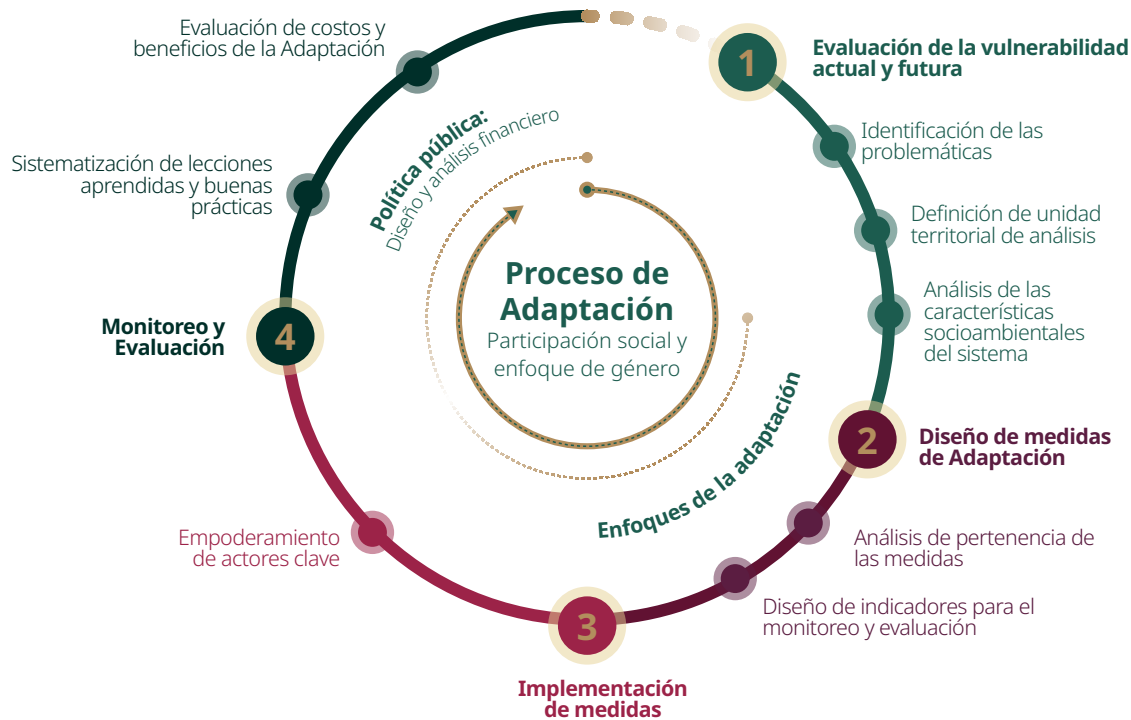 Evaluación de costos y
beneficios de la Adaptación
1
Evaluación de la vulnerabilidad
actual y futura
Identificación de las
problemáticas
Política pública:
Diseño y análisis financiero
Sistematización de lecciones
aprendidas y buenas
prácticas
Definición de unidad
territorial de análisis
Proceso de
Adaptación
Participación social y
enfoque de género
Análisis de las
características
socioambientales
del sistema
Monitoreo y
Evaluación
4
2
Diseño de medidas
de Adaptación
Enfoques de la adaptación
Empoderamiento
de actores clave
Análisis de pertenencia de
las medidas
Diseño de indicadores para el
monitoreo y evaluación
3
Implementación
de medidas